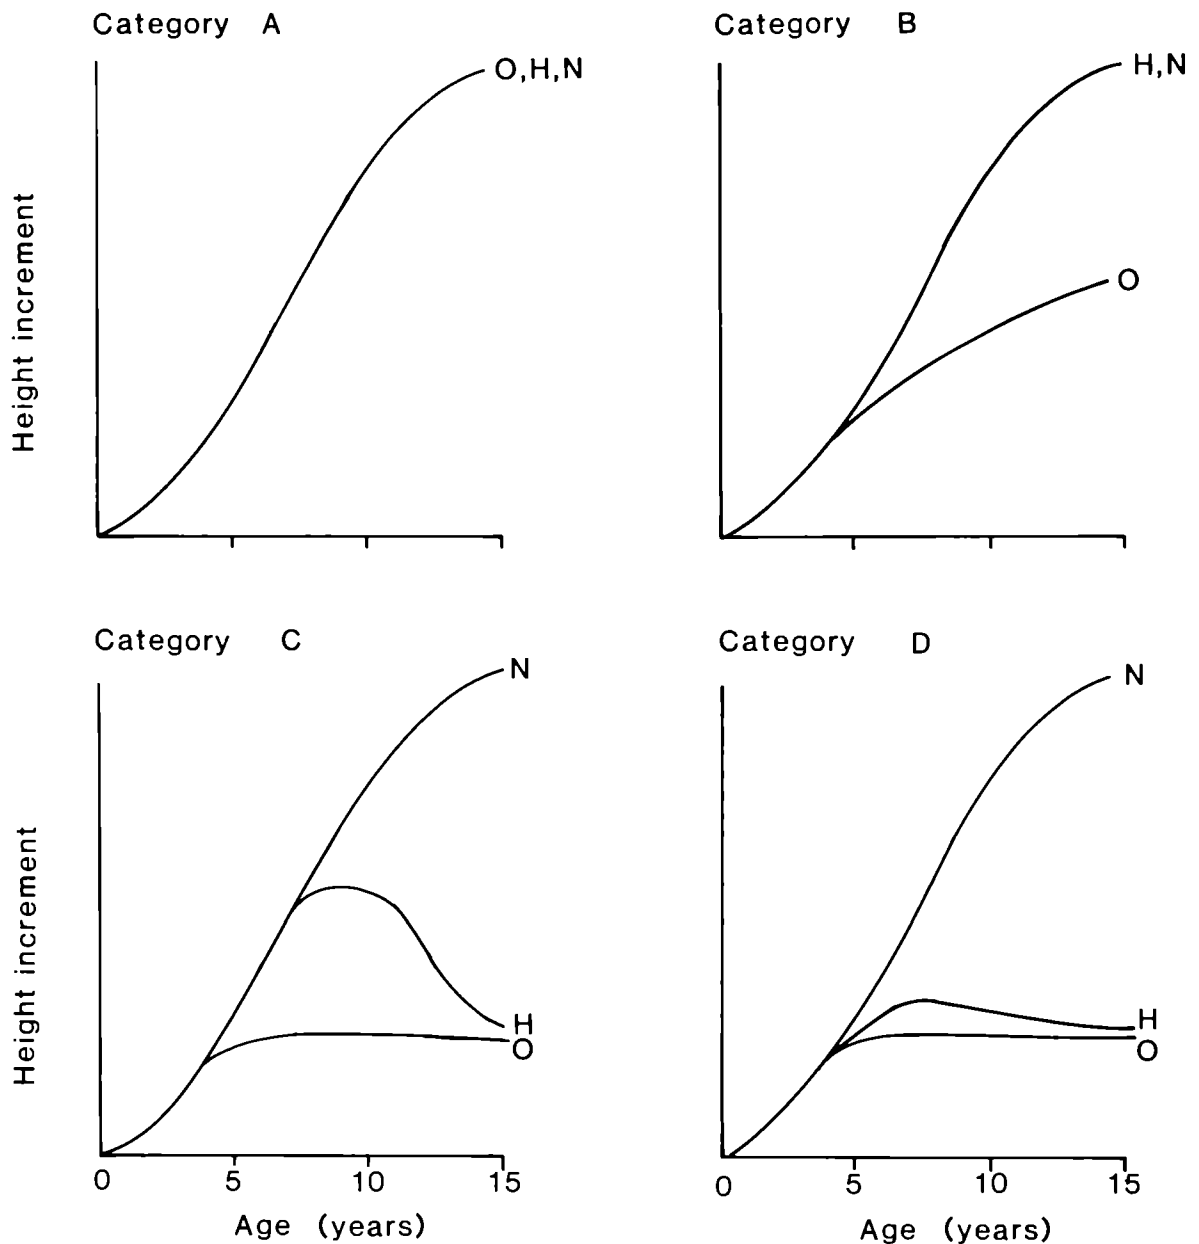 Category A
O,H,N
Height increment
Category B
H,N
O
Category C
N
H
O
Height increment
0 5 10 15
Age (years)
Category D
N
H
O
0 5 10 15
Age (years)